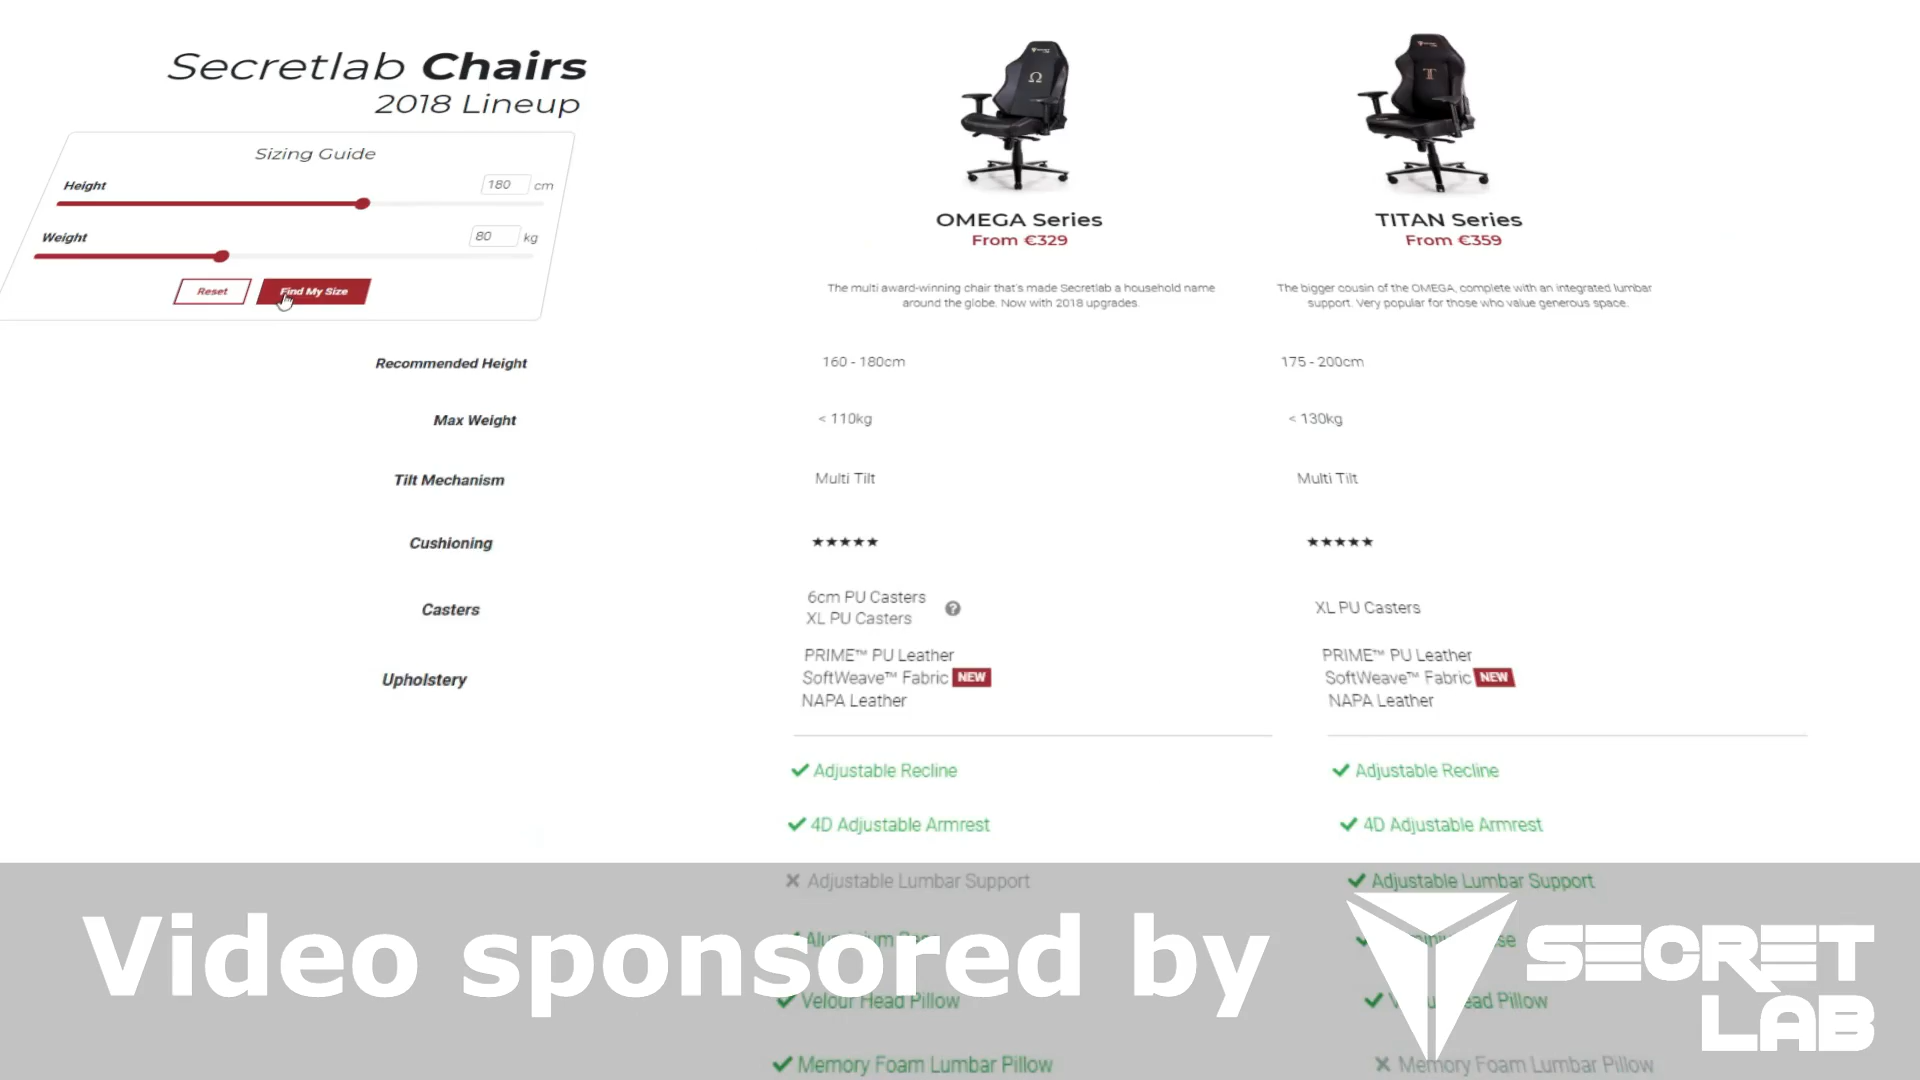 Secretlab Chairs
2018 Lineup
Sizing Guide
Height
180 cm
Weight
80 kg
Reset
Find My Size
OMEGA Series
From €329
The multi award-winning chair that's made Secretlab a household name
around the globe. Now with 2018 upgrades.
TITAN Series
From €359
The bigger cousin of the OMEGA, complete with an integrated lumbar
support. Very popular for those who value generous space.
Recommended Height
160 - 180cm
175 - 200cm
Max Weight
< 110kg
< 130kg
Tilt Mechanism
Multi Tilt
Multi Tilt
Cushioning
★★★★★
★★★★★
Casters
6cm PU Casters
XL PU Casters
?
XL PU Casters
Upholstery
PRIME™ PU Leather
SoftWeave™ Fabric NEW
NAPA Leather
PRIME™ PU Leather
SoftWeave™ Fabric NEW
NAPA Leather
Adjustable Recline
Adjustable Recline
4D Adjustable Armrest
4D Adjustable Armrest
Adjustable Lumbar Support
Adjustable Lumbar Support
Velour Head Pillow
Head Pillow
Memory Foam Lumbar Pillow
Memory Foam Lumbar Pillow
Video sponsored by
SECRET
LAB